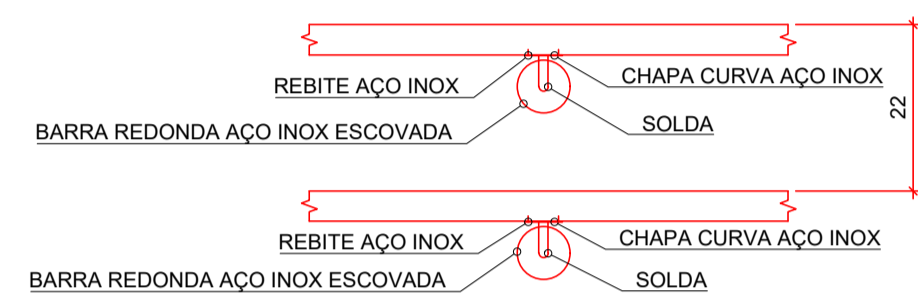 REBITE AÇO INOX
CHAPA CURVA AÇO INOX
BARRA REDONDA AÇO INOX ESCOVADA
SOLDA
22
REBITE AÇO INOX
CHAPA CURVA AÇO INOX
BARRA REDONDA AÇO INOX ESCOVADA
SOLDA